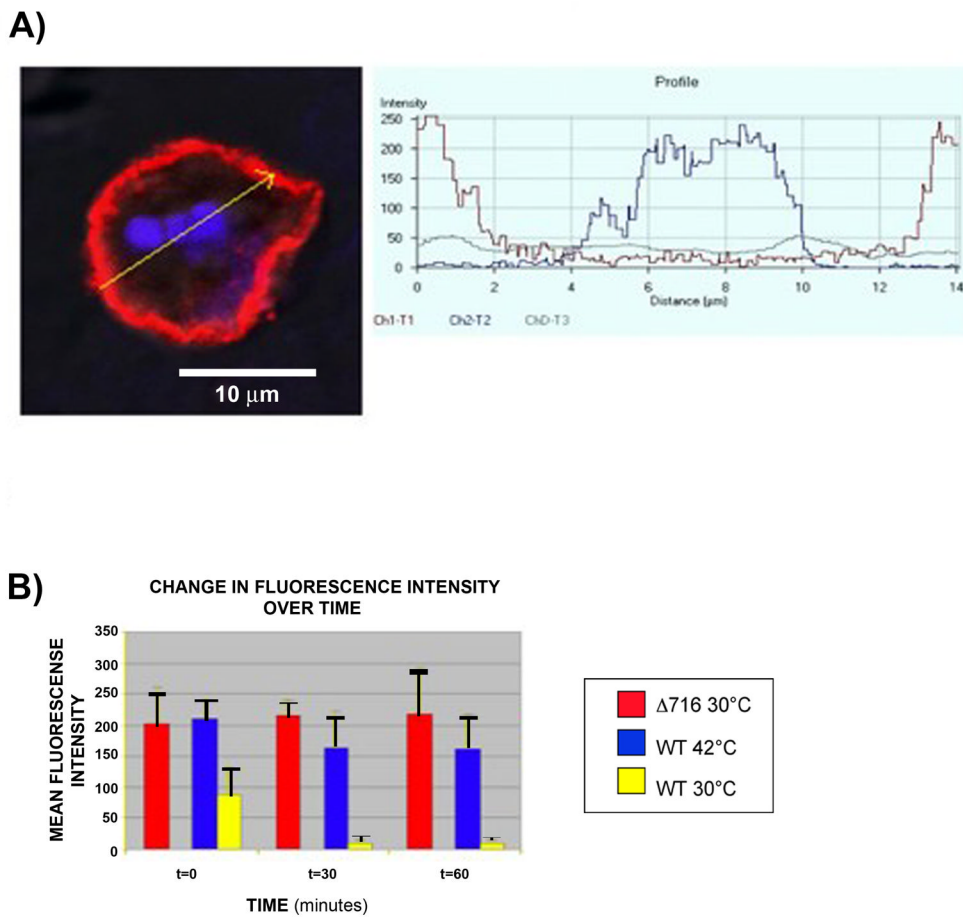 A)
Profile
Intensity
250
200
150
100
50
0
0 2 4 6 8 10 12 14
Distance [µm]
Ch1-T1 Ch2-T2 ChD-T3
10 µm
B)
CHANGE IN FLUORESCENCE INTENSITY
OVER TIME
MEAN FLUORESCENSE
INTENSITY
350
300
250
200
150
100
50
0
t=0 t=30 t=60
TIME (minutes)
Δ716 30°C
WT 42°C
WT 30°C